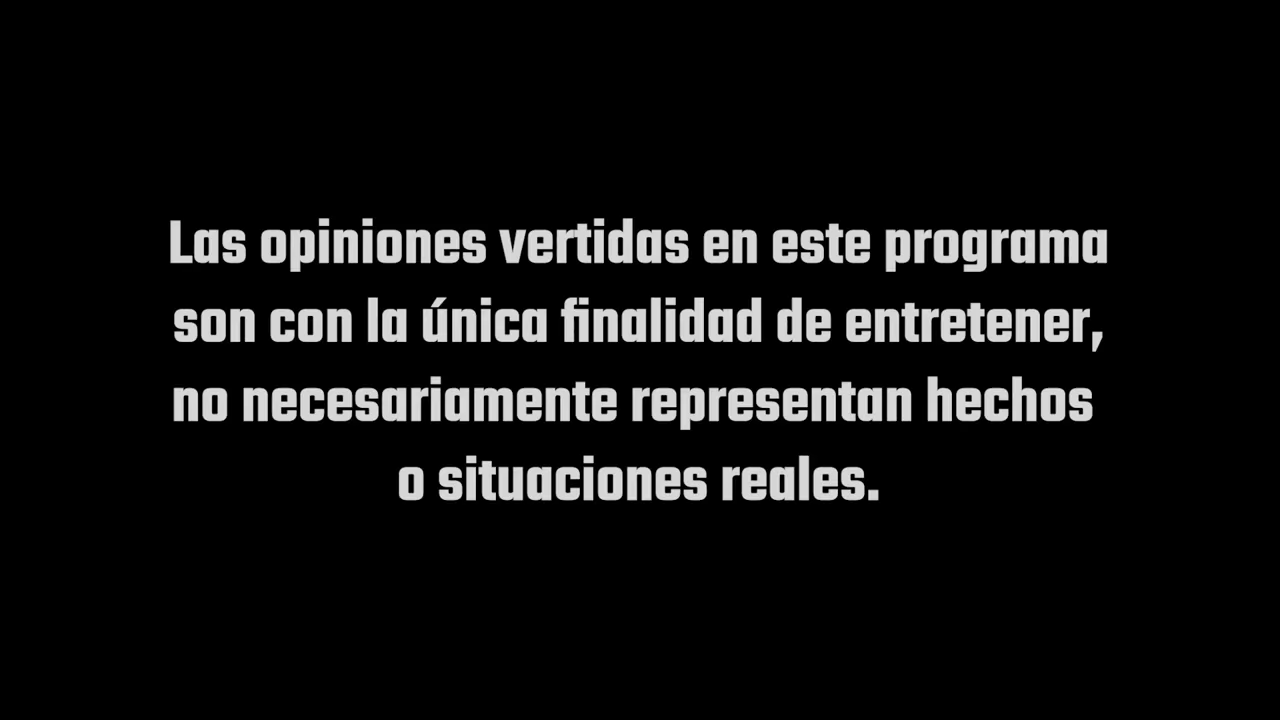 Las opiniones vertidas en este programa
son con la única finalidad de entretener,
no necesariamente representan hechos
o situaciones reales.